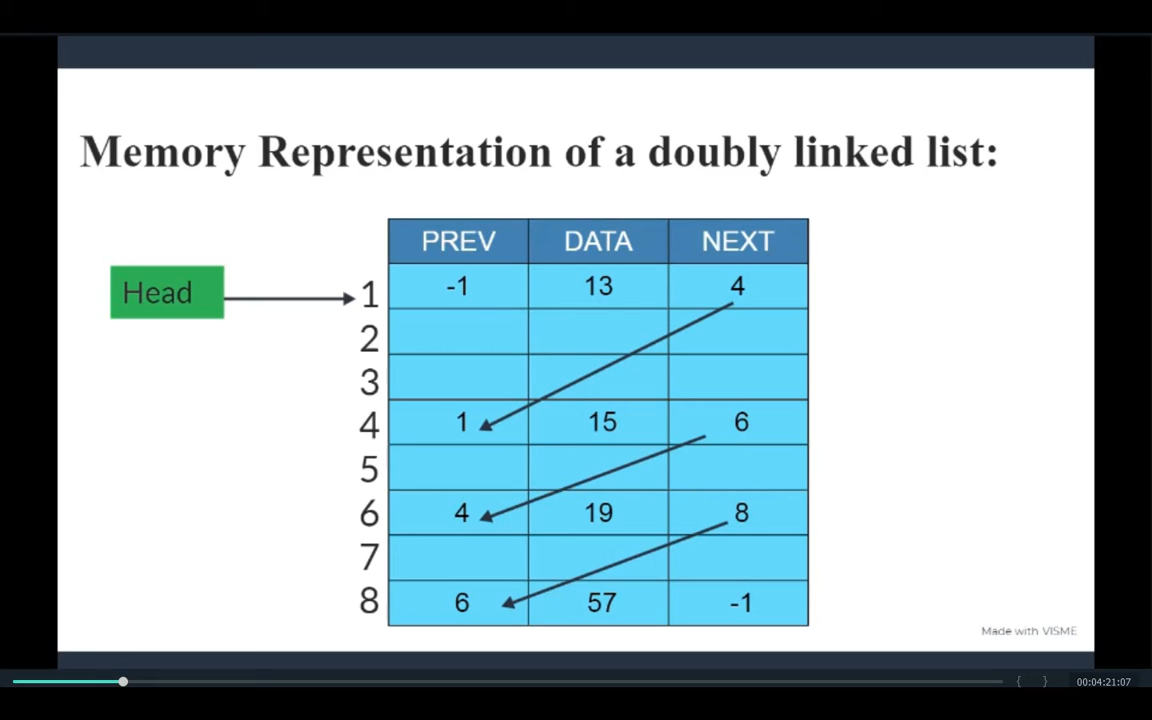 Memory Representation of a doubly linked list:
PREV DATA NEXT
Head 1 -1 13 4
2
3
4 1 15 6
5
6 4 19 8
7
8 6 57 -1
Made with VISME
{ } 00:04:21:07